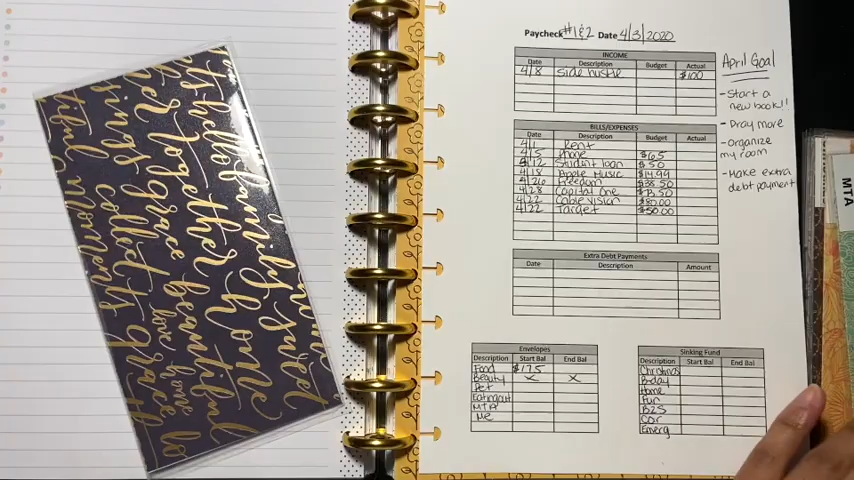 Paycheck #1&2 Date 4/3/2020
INCOME
Date Description Budget Actual
4/8 side hustle $100
BILLS/EXPENSES
Date Description Budget Actual
4/1 Rent
4/5 Phone $65
4/12 Student loan $50
4/18 Apple Music $14.99
4/26 Freedom $38.50
4/28 Capital One
4/22 Cable vision $80.00
4/22 Target $50.00
Extra Debt Payments
Date Description Amount
Envelopes
Description Start Bal End Bal
Food $175
Beauty X X
Pet
Eating out
MTA
Me
Sinking Fund
Description Start Bal End Bal
Christmas
B-day
Home
Fun
B2S
Car
Emerg
April Goal
- Start a
new book!!
- Pray more
- organize
my room
- Make extra
debt payment
MTA
hello
family
sweet
together
home
sings grace
beautiful
collect
love
moments
grace